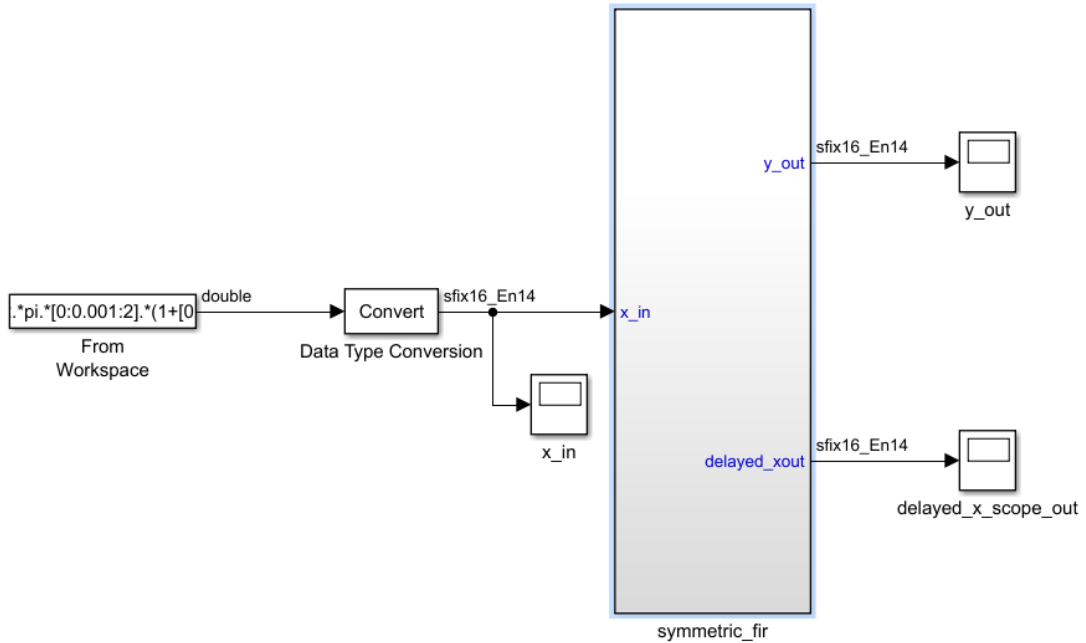 sfix16_En14
y_out
y_out
double
sfix16_En14
.*pi.*[0:0.001:2].*(1+[0
Convert
x_in
From
Workspace
Data Type Conversion
x_in
sfix16_En14
delayed_xout
delayed_x_scope_out
symmetric_fir